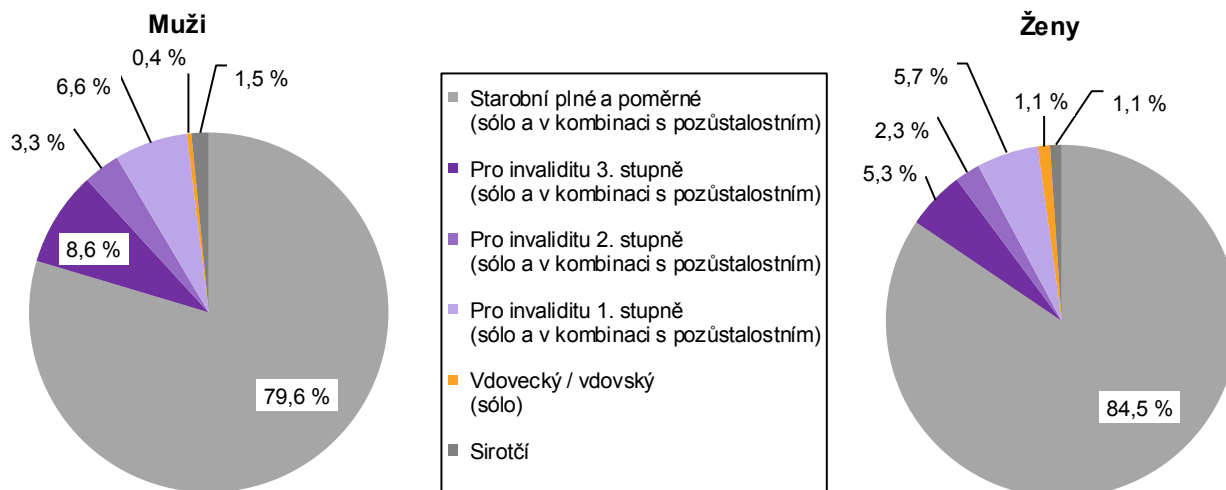 Muži
0,4 %
1,5 %
6,6 %
3,3 %
8,6 %
79,6 %
Starobní plné a poměrné
(sólo a v kombinaci s pozůstalostním)
Pro invaliditu 3. stupně
(sólo a v kombinaci s pozůstalostním)
Pro invaliditu 2. stupně
(sólo a v kombinaci s pozůstalostním)
Pro invaliditu 1. stupně
(sólo a v kombinaci s pozůstalostním)
Vdovecký / vdovský
(sólo)
Sirotčí
Ženy
5,7 %
1,1 %
1,1 %
2,3 %
5,3 %
84,5 %